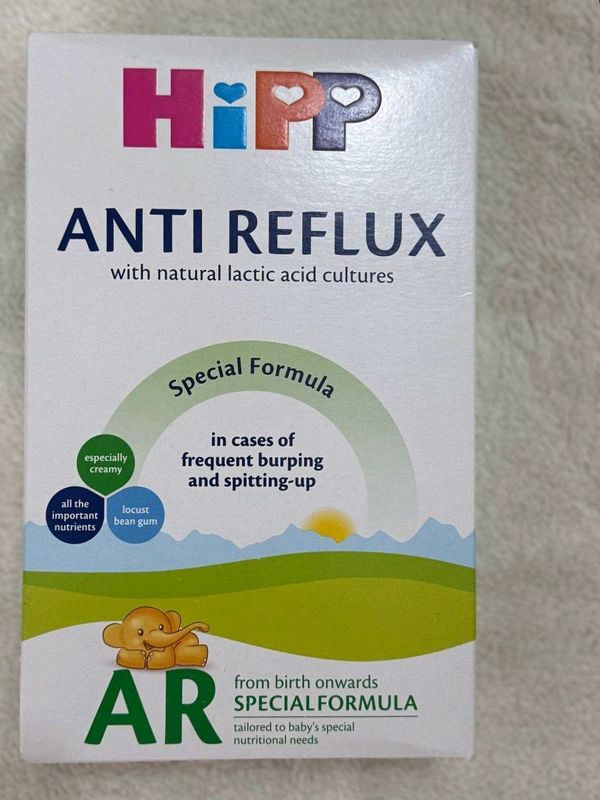 HiPP
ANTI REFLUX
with natural lactic acid cultures
Special Formula
in cases of
frequent burping
and spitting-up
especially
creamy
all the
important
nutrients
locust
bean gum
AR
from birth onwards
SPECIALFORMULA
tailored to baby's special
nutritional needs